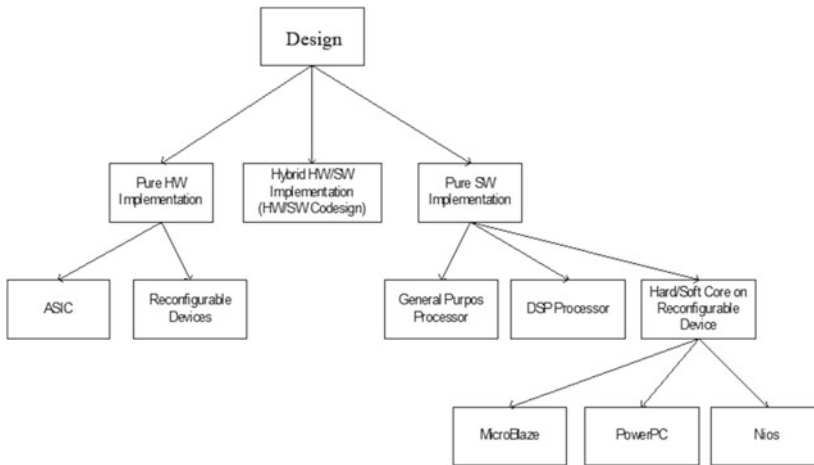 Design
Pure HW
Implementation
Hybrid HW/SW
Implementation
(HW/SW Codesign)
Pure SW
Implementation
ASIC
Reconfigurable
Devices
General Purpos
Processor
DSP Processor
Hard/Soft Core on
Reconfigurable
Device
MicroBlaze
PowerPC
Nios